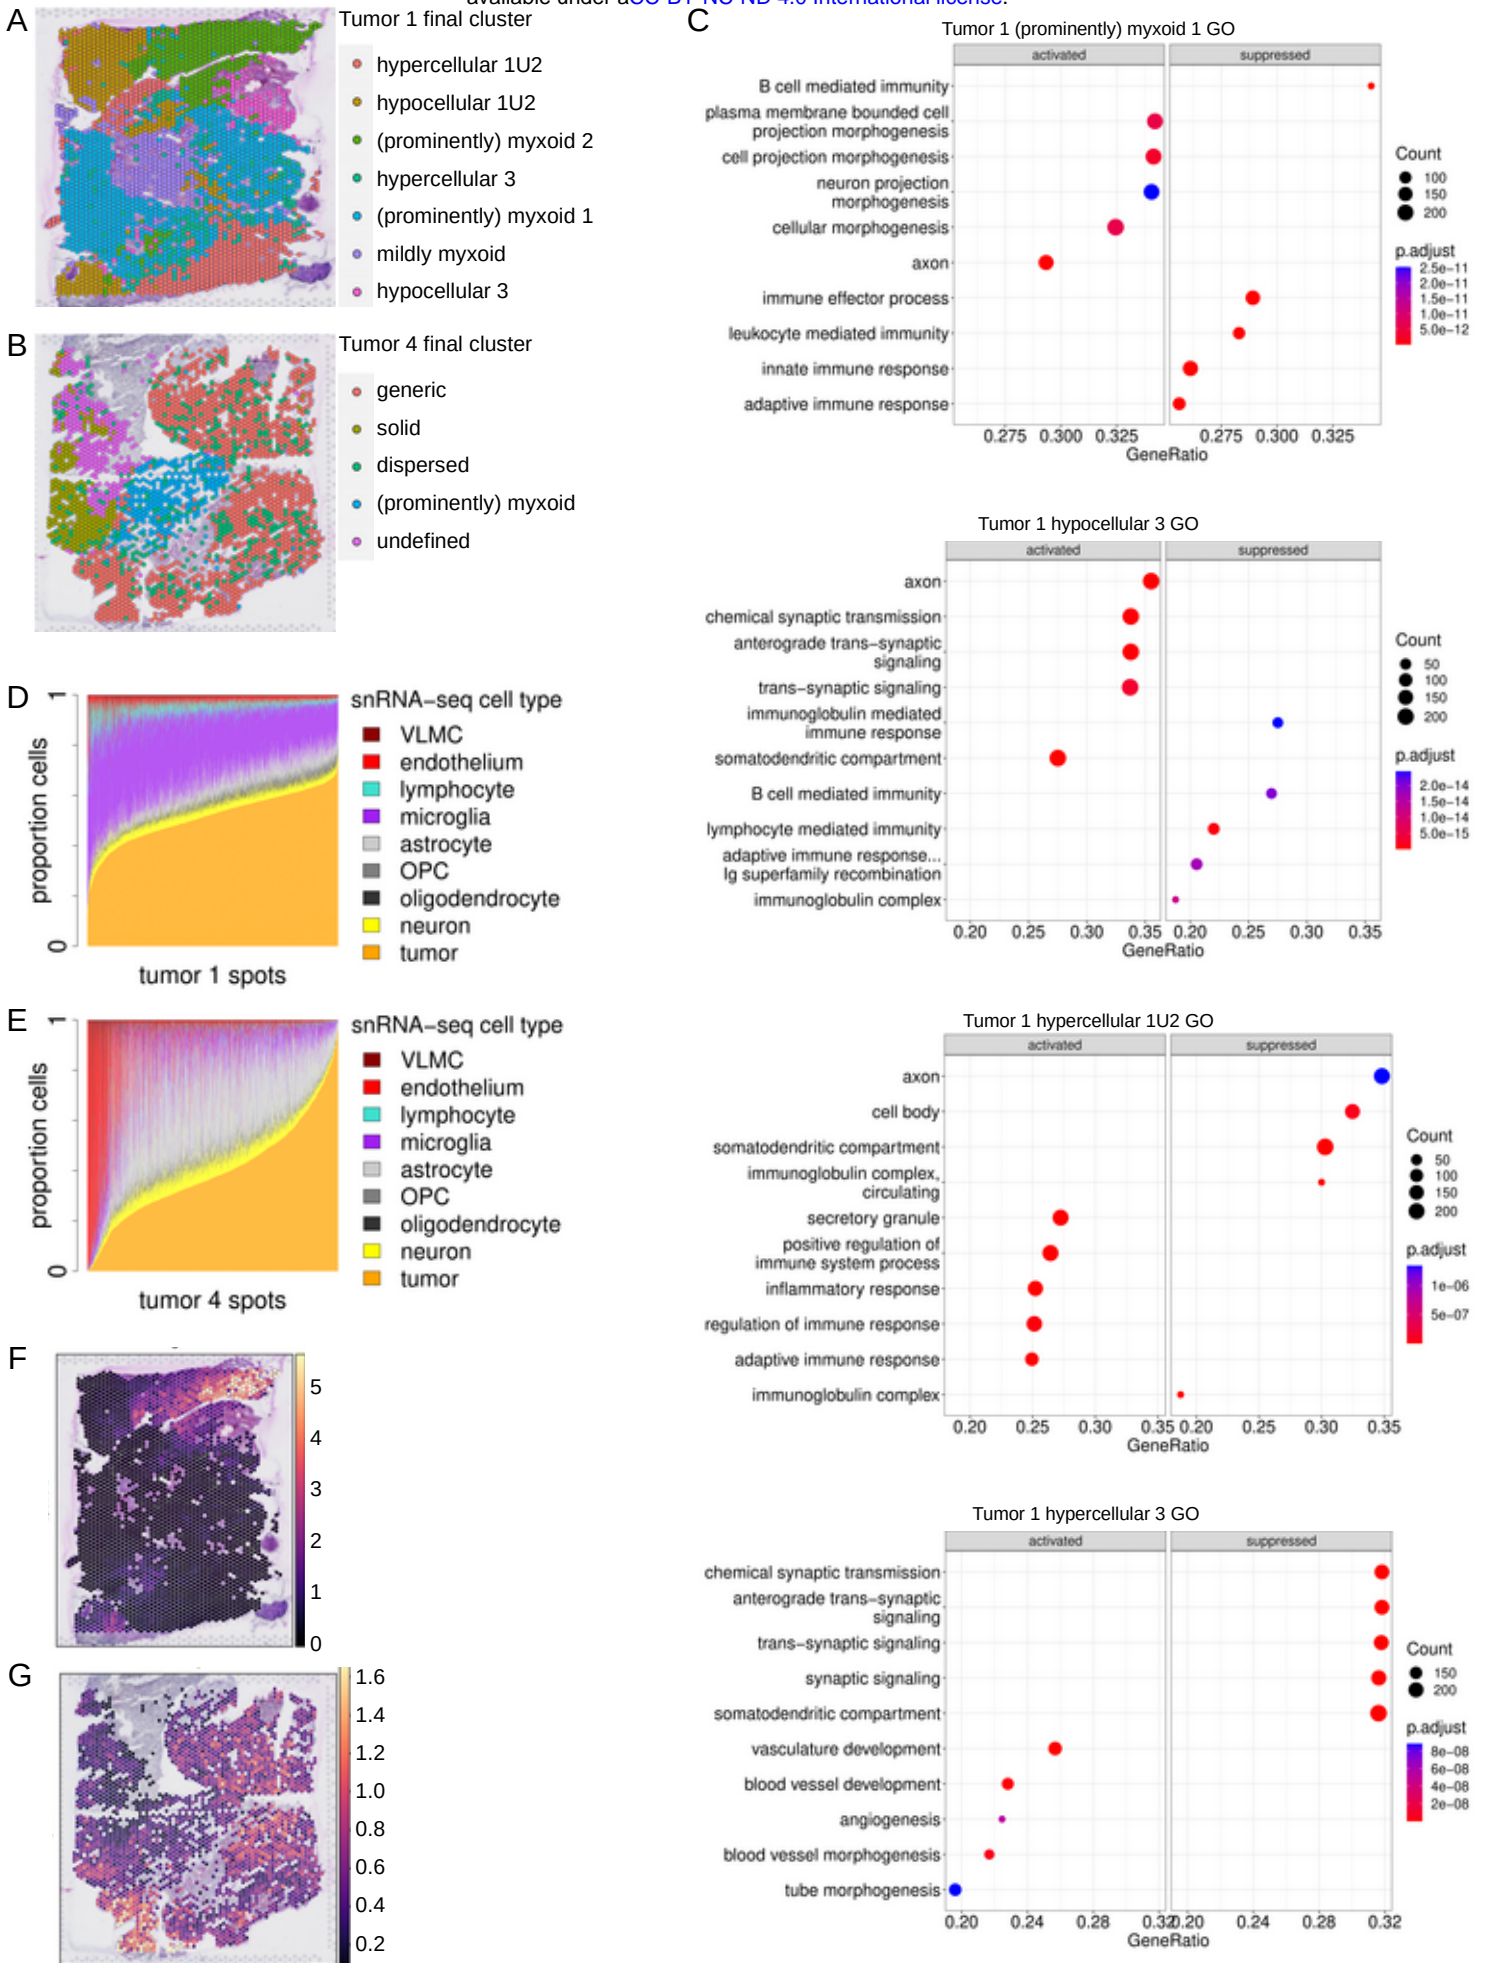 available under aCC-BY-NC-ND 4.0 International license.
A
Tumor 1 final cluster
hypercellular 1U2
hypocellular 1U2
(prominently) myxoid 2
hypercellular 3
(prominently) myxoid 1
mildly myxoid
hypocellular 3
B
Tumor 4 final cluster
generic
solid
dispersed
(prominently) myxoid
undefined
C
Tumor 1 (prominently) myxoid 1 GO
activated
suppressed
B cell mediated immunity
plasma membrane bounded cell
projection morphogenesis
cell projection morphogenesis
neuron projection
morphogenesis
cellular morphogenesis
axon
immune effector process
leukocyte mediated immunity
innate immune response
adaptive immune response
0.275 0.300 0.325
0.275 0.300 0.325
GeneRatio
Count
100
150
200
p.adjust
2.5e−11
2.0e−11
1.5e−11
1.0e−11
5.0e−12
Tumor 1 hypocellular 3 GO
activated
suppressed
axon
chemical synaptic transmission
anterograde trans−synaptic
signaling
trans−synaptic signaling
immunoglobulin mediated
immune response
somatodendritic compartment
B cell mediated immunity
lymphocyte mediated immunity
adaptive immune response...
Ig superfamily recombination
immunoglobulin complex
0.20 0.25 0.30 0.35
0.20 0.25 0.30 0.35
GeneRatio
Count
50
100
150
200
p.adjust
2.0e−14
1.5e−14
1.0e−14
5.0e−15
Tumor 1 hypercellular 1U2 GO
activated
suppressed
axon
cell body
somatodendritic compartment
immunoglobulin complex,
circulating
secretory granule
positive regulation of
immune system process
inflammatory response
regulation of immune response
adaptive immune response
immunoglobulin complex
0.20 0.25 0.30 0.35
0.20 0.25 0.30 0.35
GeneRatio
Count
50
100
150
200
p.adjust
1e−06
5e−07
Tumor 1 hypercellular 3 GO
activated
suppressed
chemical synaptic transmission
anterograde trans−synaptic
signaling
trans−synaptic signaling
synaptic signaling
somatodendritic compartment
vasculature development
blood vessel development
angiogenesis
blood vessel morphogenesis
tube morphogenesis
0.20 0.24 0.28 0.32
0.20 0.24 0.28 0.32
GeneRatio
Count
150
200
p.adjust
8e−08
6e−08
4e−08
2e−08
D
1
proportion cells
0
tumor 1 spots
snRNA−seq cell type
VLMC
endothelium
lymphocyte
microglia
astrocyte
OPC
oligodendrocyte
neuron
tumor
E
1
proportion cells
0
tumor 4 spots
snRNA−seq cell type
VLMC
endothelium
lymphocyte
microglia
astrocyte
OPC
oligodendrocyte
neuron
tumor
F
5
4
3
2
1
0
G
1.6
1.4
1.2
1.0
0.8
0.6
0.4
0.2